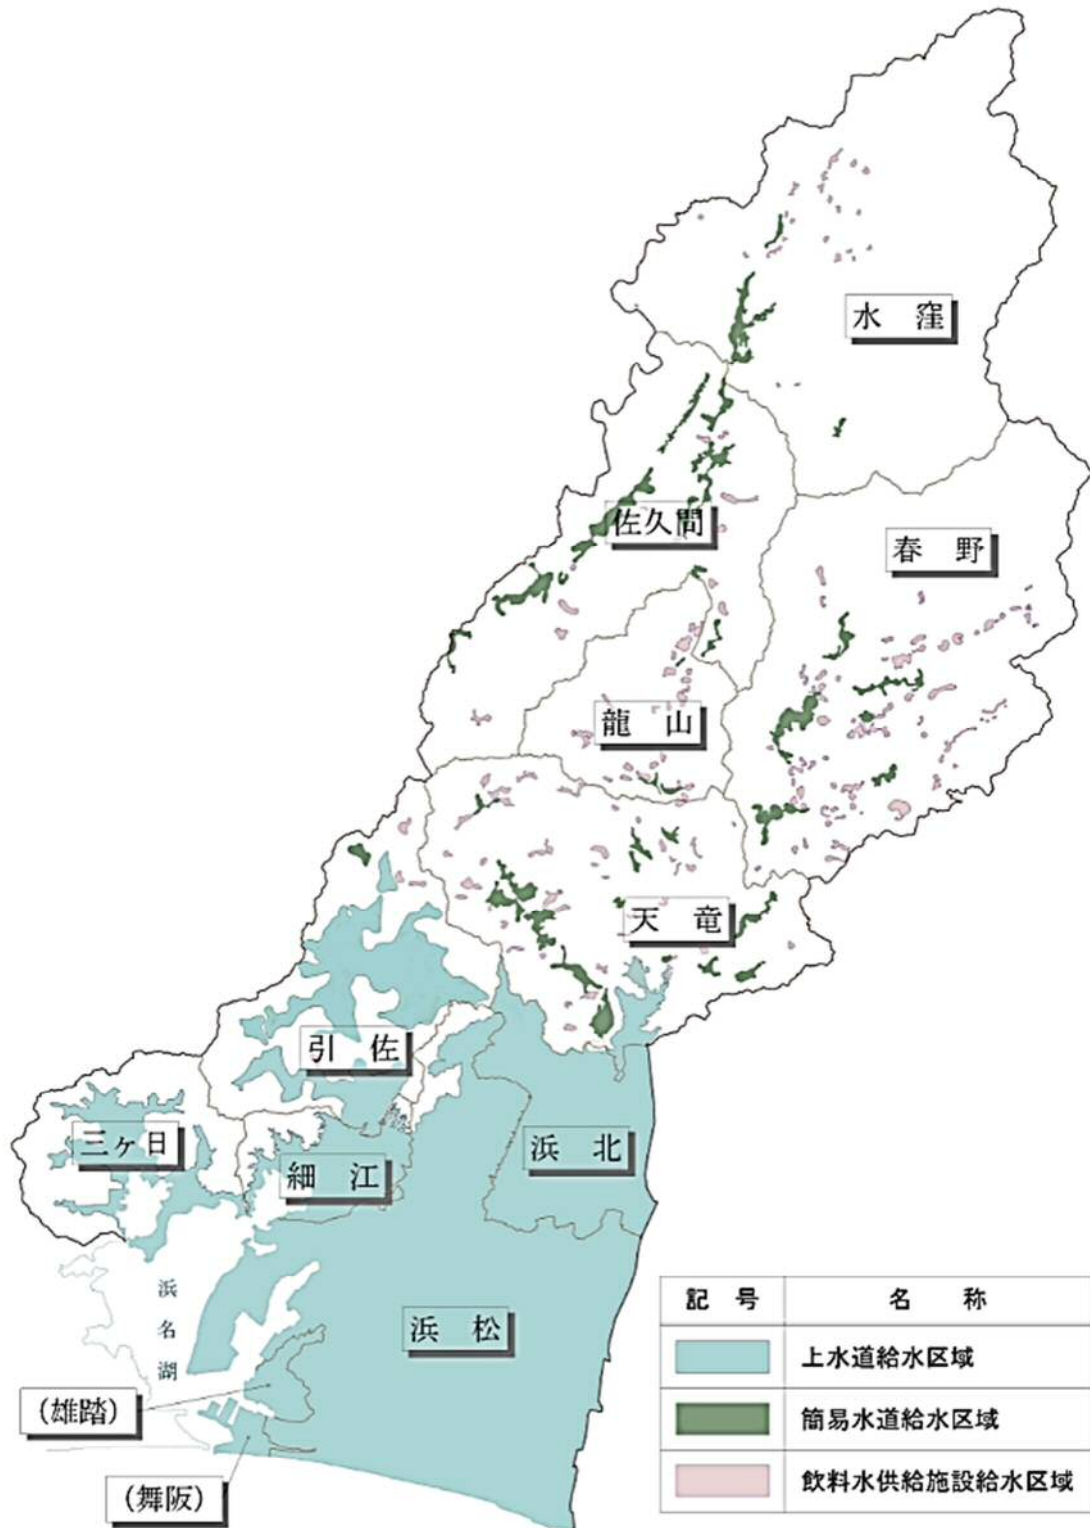 水 窪
佐久間
春 野
龍 山
天 竜
引 佐
三ヶ日
細 江
浜 北
浜名湖
浜 松
(雄踏)
(舞阪)
記 号 名 称
上水道給水区域
簡易水道給水区域
飲料水供給施設給水区域